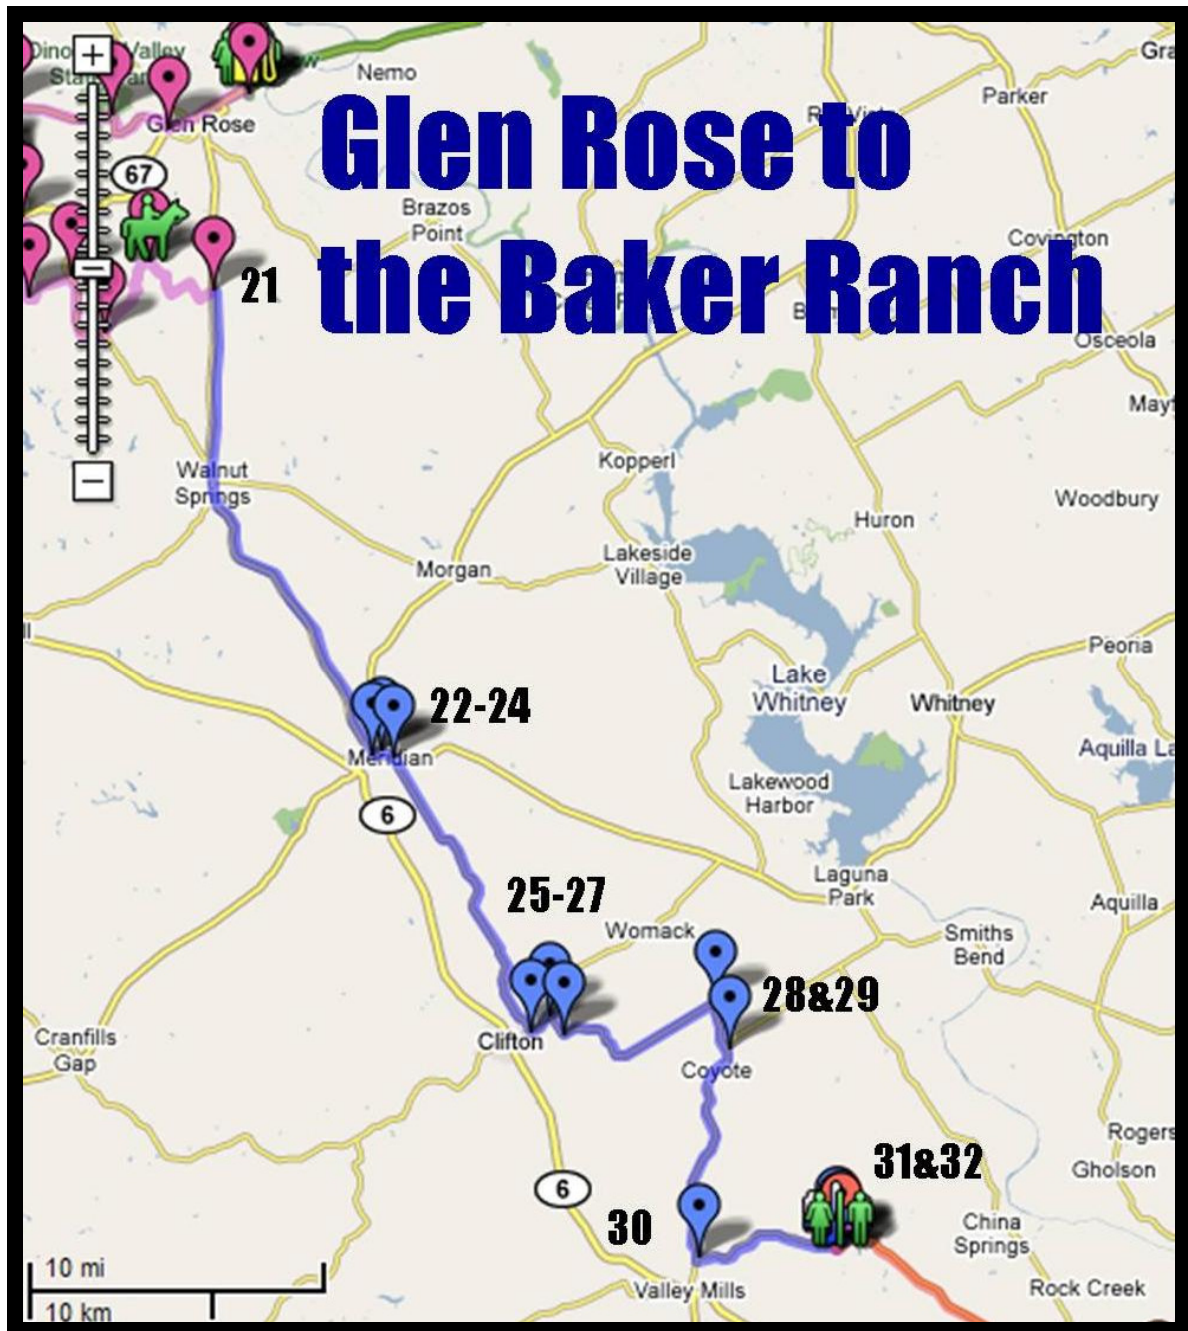 +
Nemo
Gra
Parker
Glen Rose to
Glen Rose
67
Brazos
Point
Covington
the Baker Ranch
21
Osceola
Walnut
Springs
−
Kopperl
Woodbury
Huron
Lakeside
Village
Morgan
Peoria
Lake
Whitney
Whitney
22-24
Meridian
Aquilla La
Lakewood
Harbor
6
Laguna
Park
25-27
Aquilla
Womack
Smiths
Bend
28&29
Cranfills
Gap
Clifton
Coyote
Rogers
31&32
Gholson
6
30
China
Springs
10 mi
Valley Mills
Rock Creek
10 km